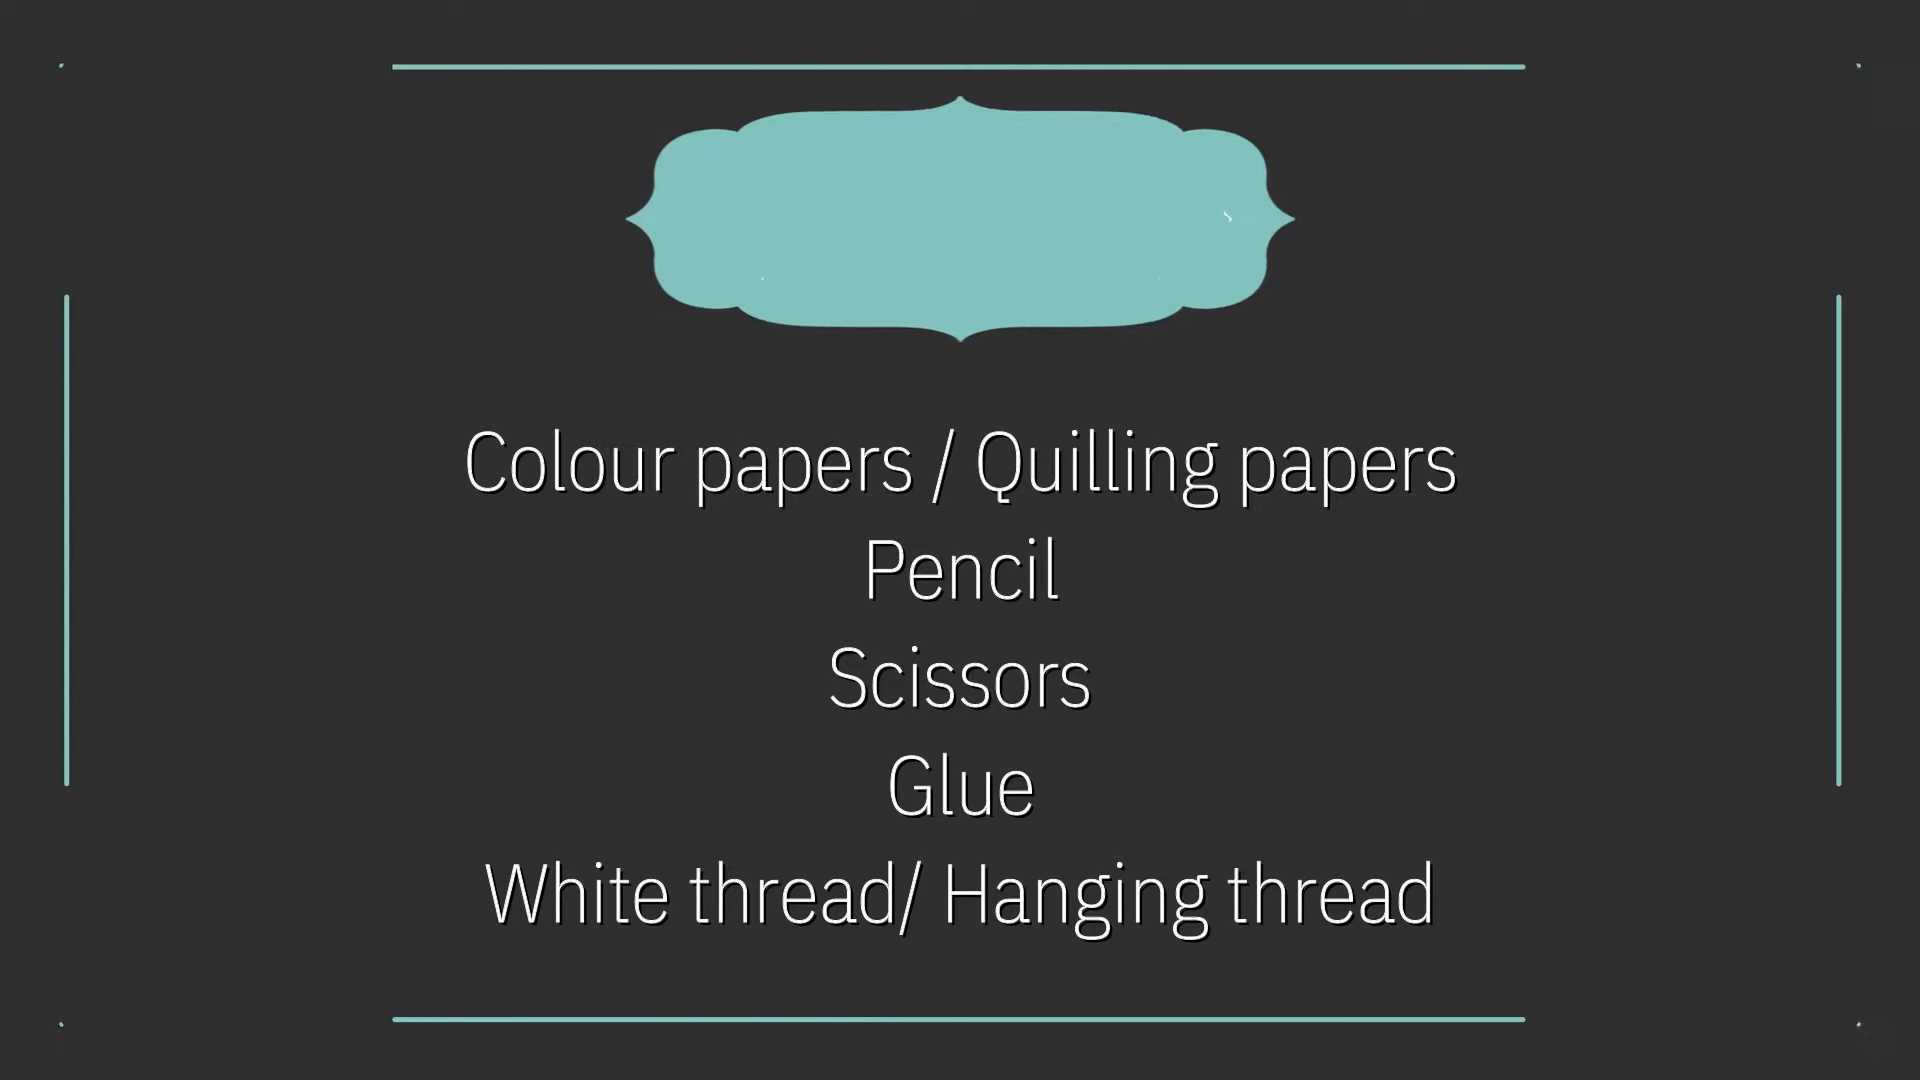 Colour papers / Quilling papers
Pencil
Scissors
Glue
White thread/ Hanging thread